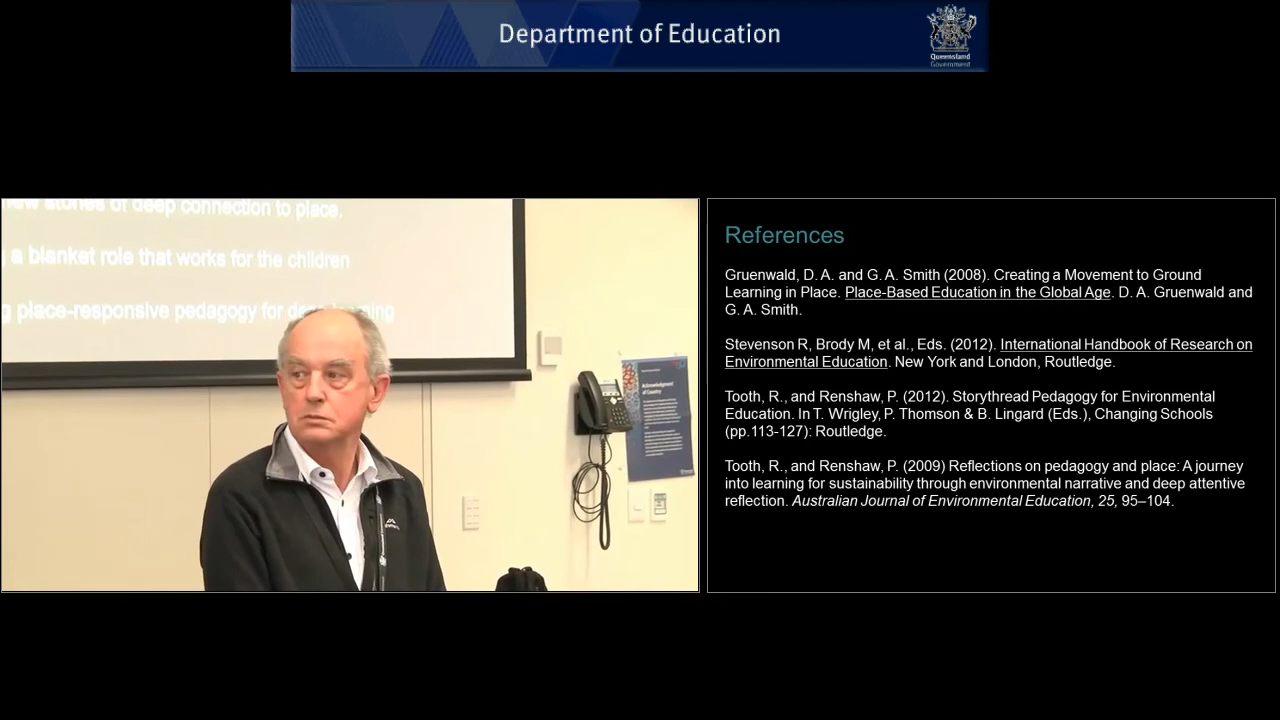 Department of Education
Queensland
Government
new stories of deep connection to place.
a blanket role that works for the children
place-responsive pedagogy for
Acknowledgment
of Country
References
Gruenwald, D. A. and G. A. Smith (2008). Creating a Movement to Ground
Learning in Place. Place-Based Education in the Global Age. D. A. Gruenwald and
G. A. Smith.
Stevenson R, Brody M, et al., Eds. (2012). International Handbook of Research on
Environmental Education. New York and London, Routledge.
Tooth, R., and Renshaw, P. (2012). Storythread Pedagogy for Environmental
Education. In T. Wrigley, P. Thomson & B. Lingard (Eds.), Changing Schools
(pp.113-127): Routledge.
Tooth, R., and Renshaw, P. (2009) Reflections on pedagogy and place: A journey
into learning for sustainability through environmental narrative and deep attentive
reflection. Australian Journal of Environmental Education, 25, 95–104.